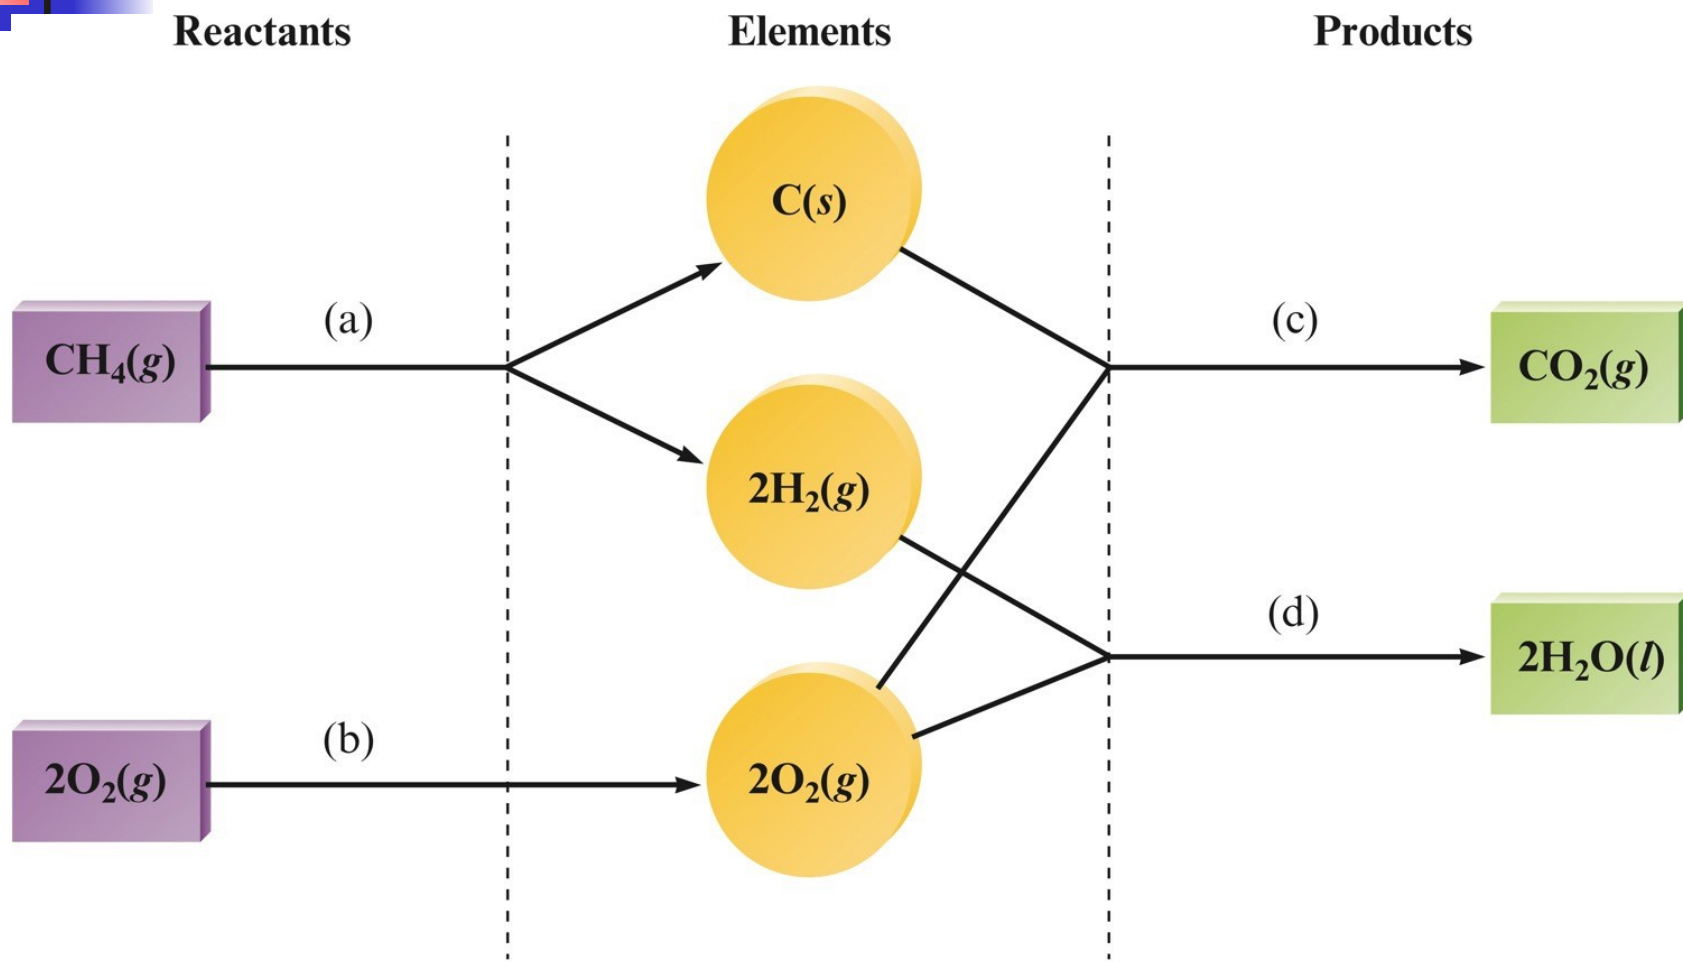 Reactants Elements Products
C(s)
(a) (c)
CH₄(g) CO₂(g)
2H₂(g)
(d)
2H₂O(l)
(b)
2O₂(g) 2O₂(g)